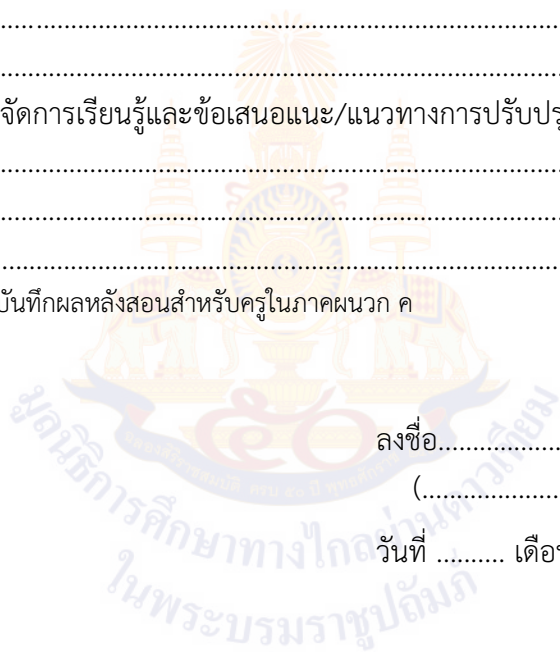 ................................................................................
................................................................................
จัดการเรียนรู้และข้อเสนอแนะ/แนวทางการปรับปรุ
................................................................................
................................................................................
................................................................................
บันทึกผลหลังสอนสำหรับครูในภาคผนวก ค
ลงชื่อ..................
(....................
วันที่ .......... เดือน
มูลนิธิการศึกษาทางไกลผ่านดาวเทียม
ในพระบรมราชูปถัมภ์